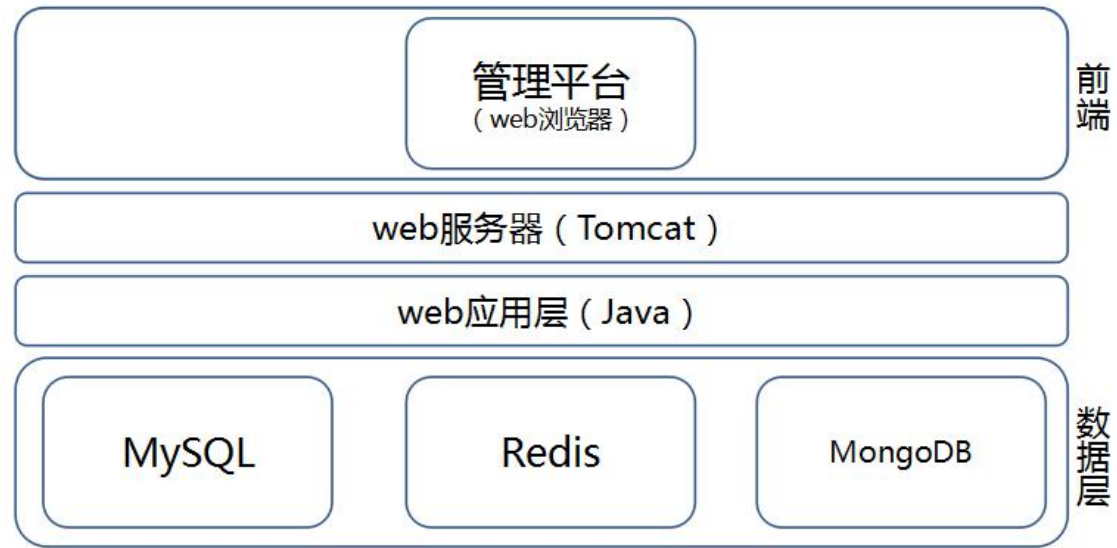 管理平台
（web浏览器）
前端
web服务器（Tomcat）
web应用层（Java）
MySQL
Redis
MongoDB
数据层